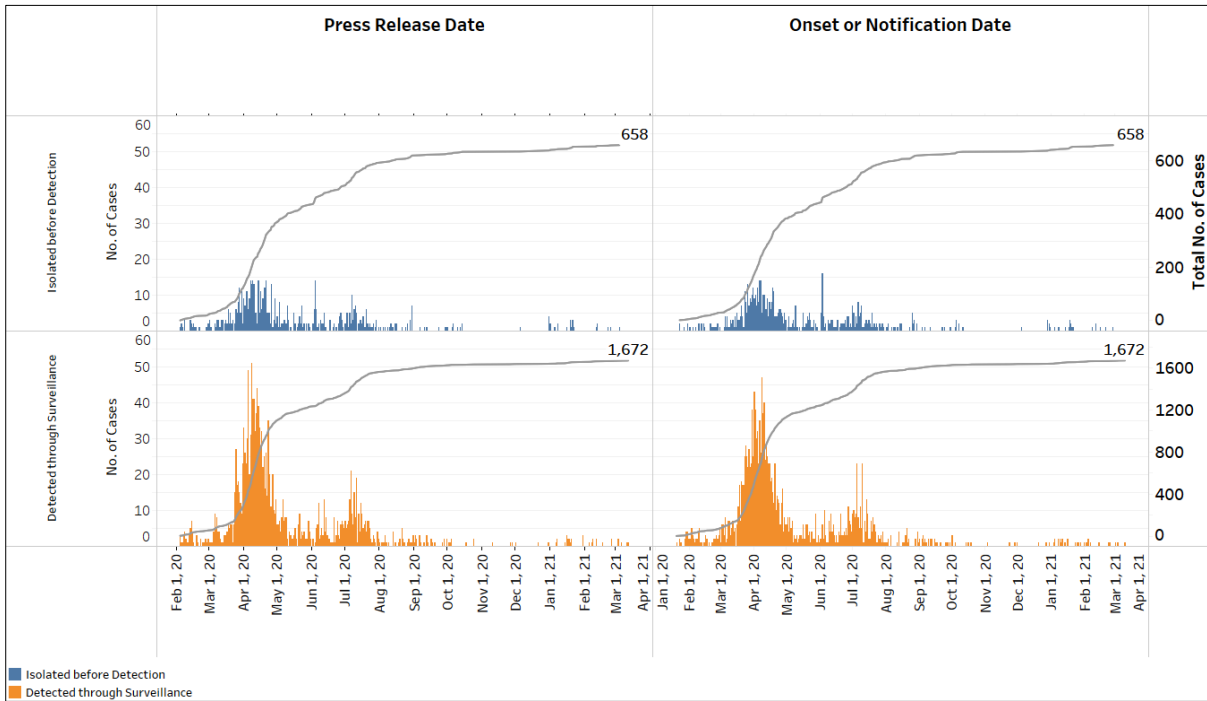 Press Release Date
Onset or Notification Date
Isolated before Detection
No. of Cases
60
50
40
30
20
10
0
658
658
600
400
200
0
Total No. of Cases
Detected through Surveillance
No. of Cases
60
50
40
30
20
10
0
1,672
1,672
1600
1200
800
400
0
Feb 1, 20
Mar 1, 20
Apr 1, 20
May 1, 20
Jun 1, 20
Jul 1, 20
Aug 1, 20
Sep 1, 20
Oct 1, 20
Nov 1, 20
Dec 1, 20
Jan 1, 21
Feb 1, 21
Mar 1, 21
Apr 1, 21
Jan 1, 20
Feb 1, 20
Mar 1, 20
Apr 1, 20
May 1, 20
Jun 1, 20
Jul 1, 20
Aug 1, 20
Sep 1, 20
Oct 1, 20
Nov 1, 20
Dec 1, 20
Jan 1, 21
Feb 1, 21
Mar 1, 21
Apr 1, 21
Isolated before Detection
Detected through Surveillance